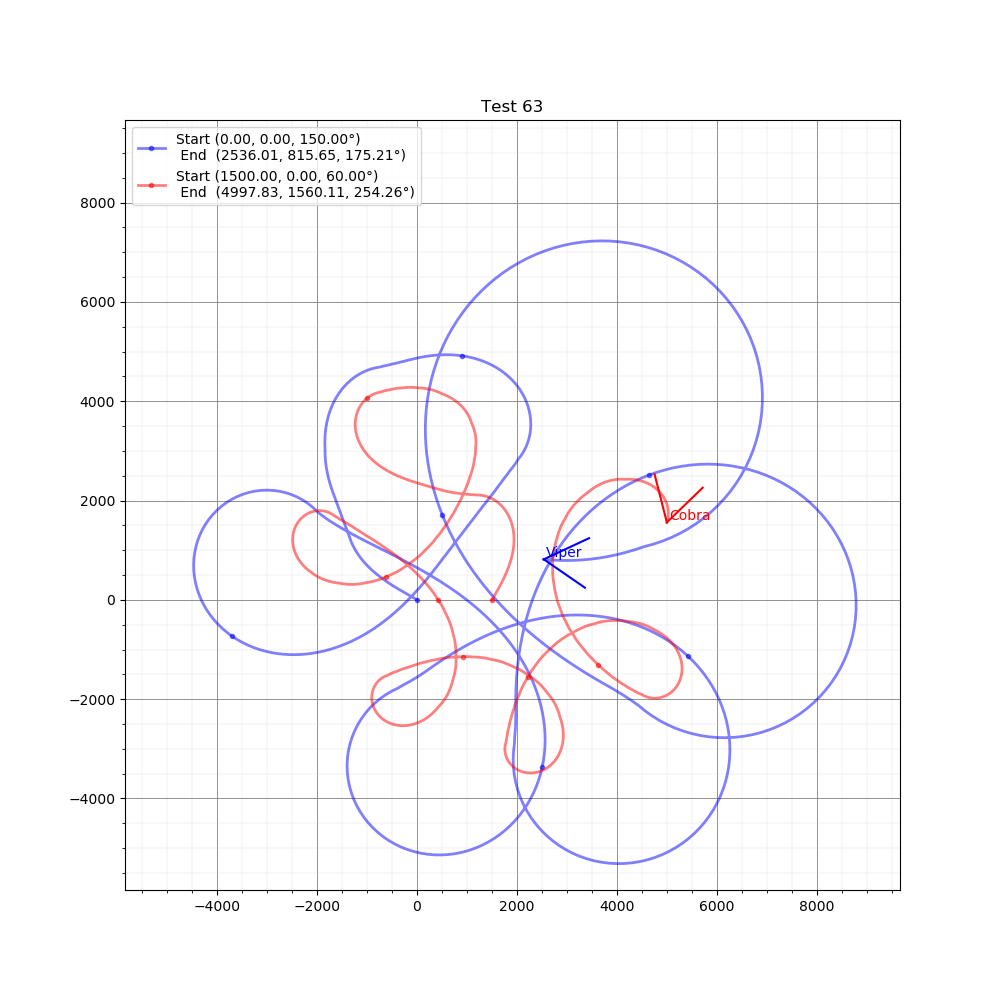 Test 63
Start (0.00, 0.00, 150.00°)
End (2536.01, 815.65, 175.21°)
Start (1500.00, 0.00, 60.00°)
End (4997.83, 1560.11, 254.26°)
8000
6000
4000
2000
0
−2000
−4000
Cobra
Viper
−4000 −2000 0 2000 4000 6000 8000